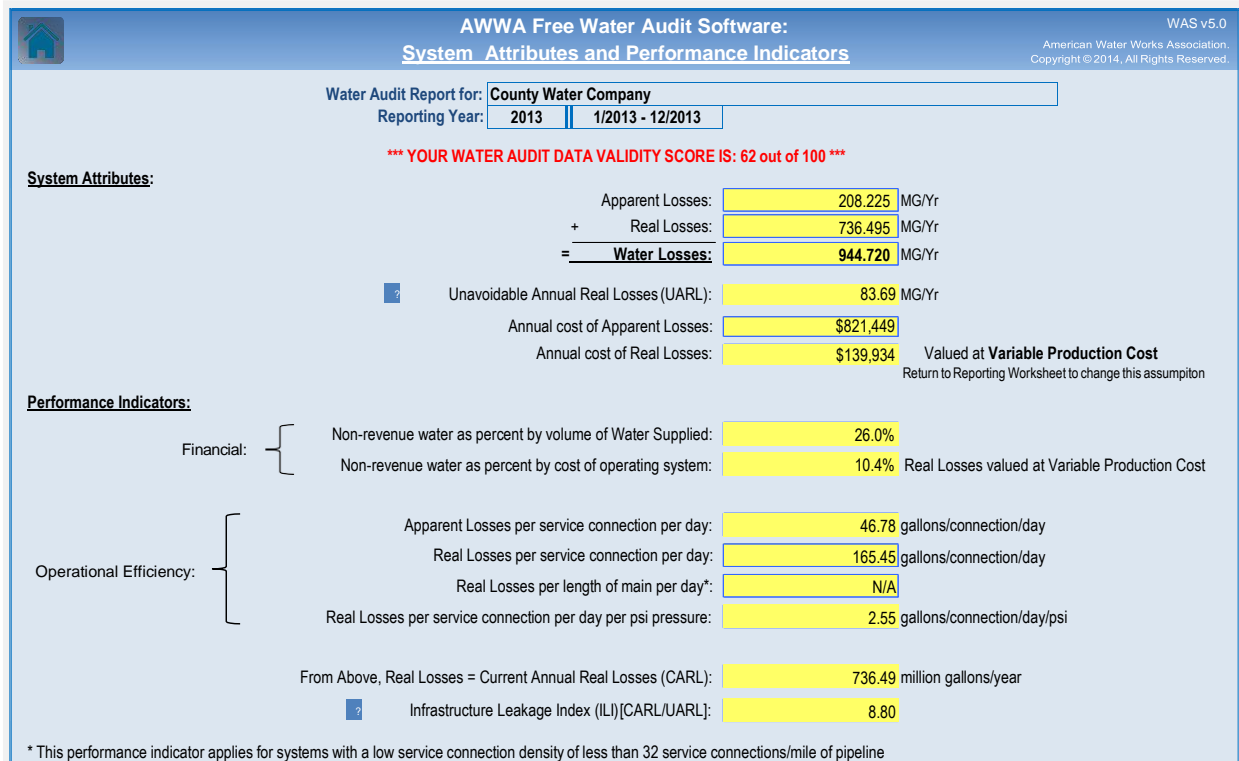 AWWA Free Water Audit Software:
WAS v5.0
System Attributes and Performance Indicators
American Water Works Association.
Copyright © 2014, All Rights Reserved.
Water Audit Report for: County Water Company
Reporting Year: 2013 1/2013 - 12/2013
*** YOUR WATER AUDIT DATA VALIDITY SCORE IS: 62 out of 100 ***
System Attributes:
Apparent Losses: 208.225 MG/Yr
+ Real Losses: 736.495 MG/Yr
= Water Losses: 944.720 MG/Yr
? Unavoidable Annual Real Losses (UARL): 83.69 MG/Yr
Annual cost of Apparent Losses: $821,449
Annual cost of Real Losses: $139,934 Valued at Variable Production Cost
Return to Reporting Worksheet to change this assumpiton
Performance Indicators:
Non-revenue water as percent by volume of Water Supplied: 26.0%
Financial:
Non-revenue water as percent by cost of operating system: 10.4% Real Losses valued at Variable Production Cost
Apparent Losses per service connection per day: 46.78 gallons/connection/day
Real Losses per service connection per day: 165.45 gallons/connection/day
Operational Efficiency:
Real Losses per length of main per day*: N/A
Real Losses per service connection per day per psi pressure: 2.55 gallons/connection/day/psi
From Above, Real Losses = Current Annual Real Losses (CARL): 736.49 million gallons/year
? Infrastructure Leakage Index (ILI) [CARL/UARL]: 8.80
* This performance indicator applies for systems with a low service connection density of less than 32 service connections/mile of pipeline